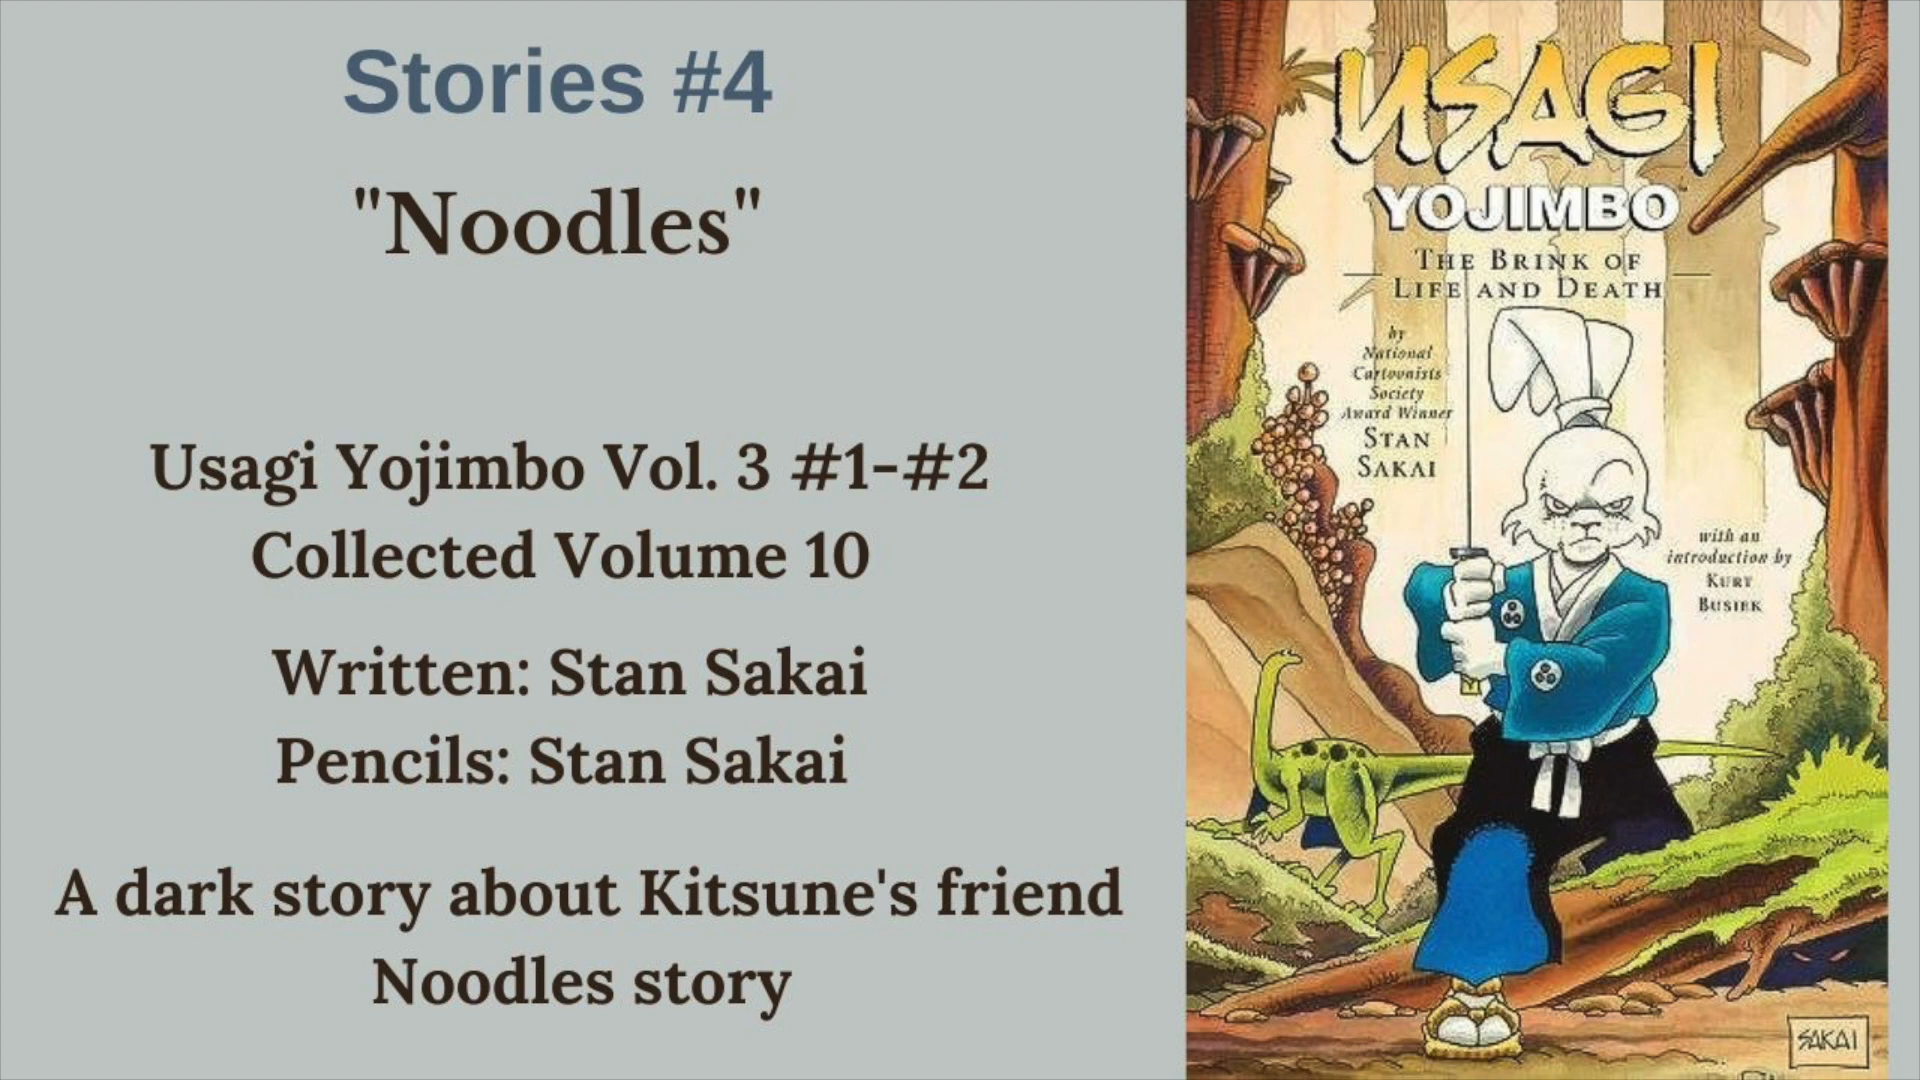 Stories #4
"Noodles"
Usagi Yojimbo Vol. 3 #1-#2
Collected Volume 10
Written: Stan Sakai
Pencils: Stan Sakai
A dark story about Kitsune's friend
Noodles story
USAGI
YOJIMBO
THE BRINK OF
LIFE AND DEATH
by
National
Cartoonists
Society
Award Winner
STAN
SAKAI
with an
introduction by
KURT
BUSIEK
SAKAI